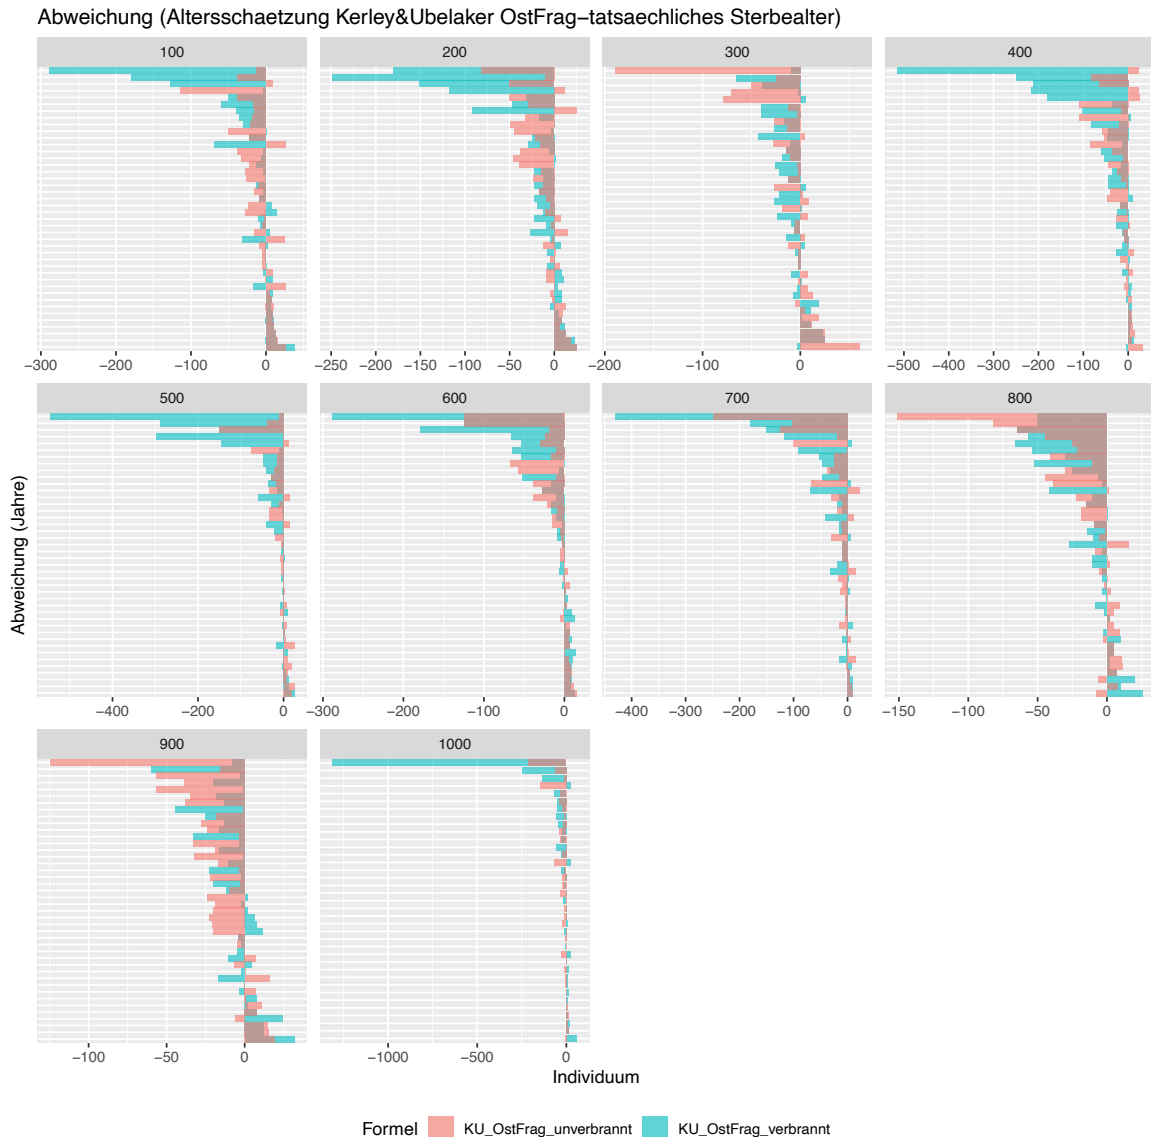 Abweichung (Altersschaetzung Kerley&Ubelaker OstFrag−tatsaechliches Sterbealter)
100 200 300 400
−300 −200 −100 0 −250 −200 −150 −100 −50 0 −200 −100 0 −500 −400 −300 −200 −100 0
500 600 700 800
−400 −200 0 −300 −200 −100 0 −400 −300 −200 −100 0 −150 −100 −50 0
900 1000
−100 −50 0 −1000 −500 0
Abweichung (Jahre)
Individuum
Formel KU_OstFrag_unverbrannt KU_OstFrag_verbrannt